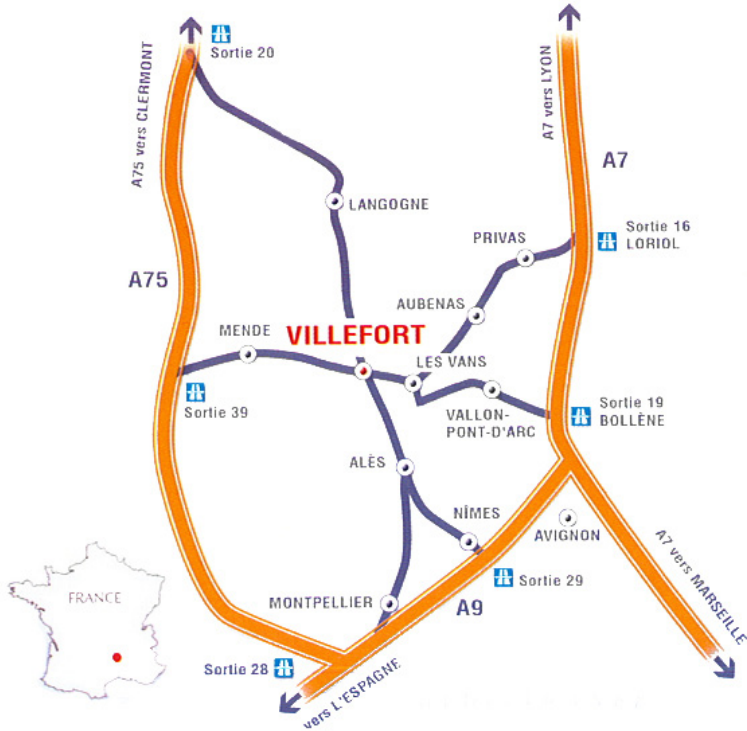 Sortie 20
A75 vers CLERMONT
A7 vers LYON
A7
LANGOGNE
Sortie 16
LORIOL
PRIVAS
A75
AUBENAS
MENDE
VILLEFORT
LES VANS
Sortie 39
VALLON-
PONT-D'ARC
Sortie 19
BOLLÈNE
ALÈS
NÎMES
AVIGNON
A7 vers MARSEILLE
Sortie 29
FRANCE
MONTPELLIER
A9
Sortie 28
vers L'ESPAGNE